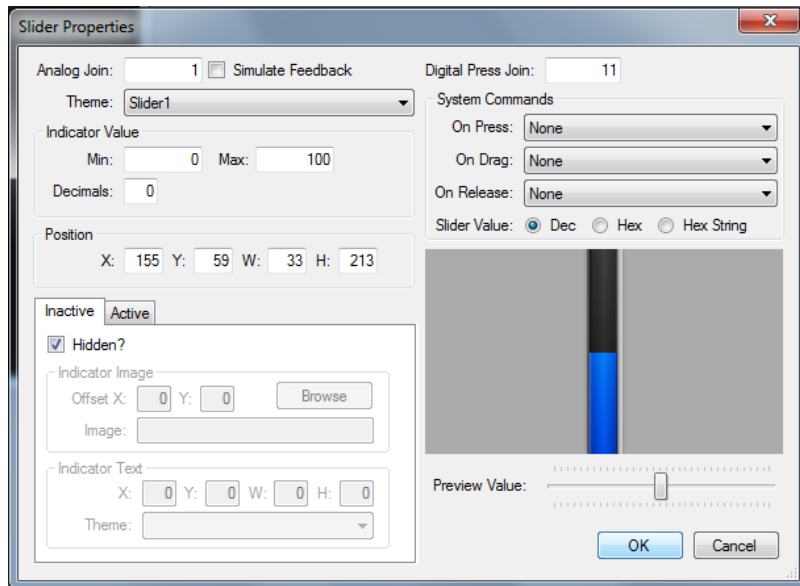 Slider Properties
Analog Join: 1 Simulate Feedback
Theme: Slider1
Indicator Value
Min: 0 Max: 100
Decimals: 0
Position
X: 155 Y: 59 W: 33 H: 213
Inactive Active
Hidden?
Indicator Image
Offset X: 0 Y: 0 Browse
Image:
Indicator Text
X: 0 Y: 0 W: 0 H: 0
Theme:
Digital Press Join: 11
System Commands
On Press: None
On Drag: None
On Release: None
Slider Value: Dec Hex Hex String
Preview Value:
OK Cancel